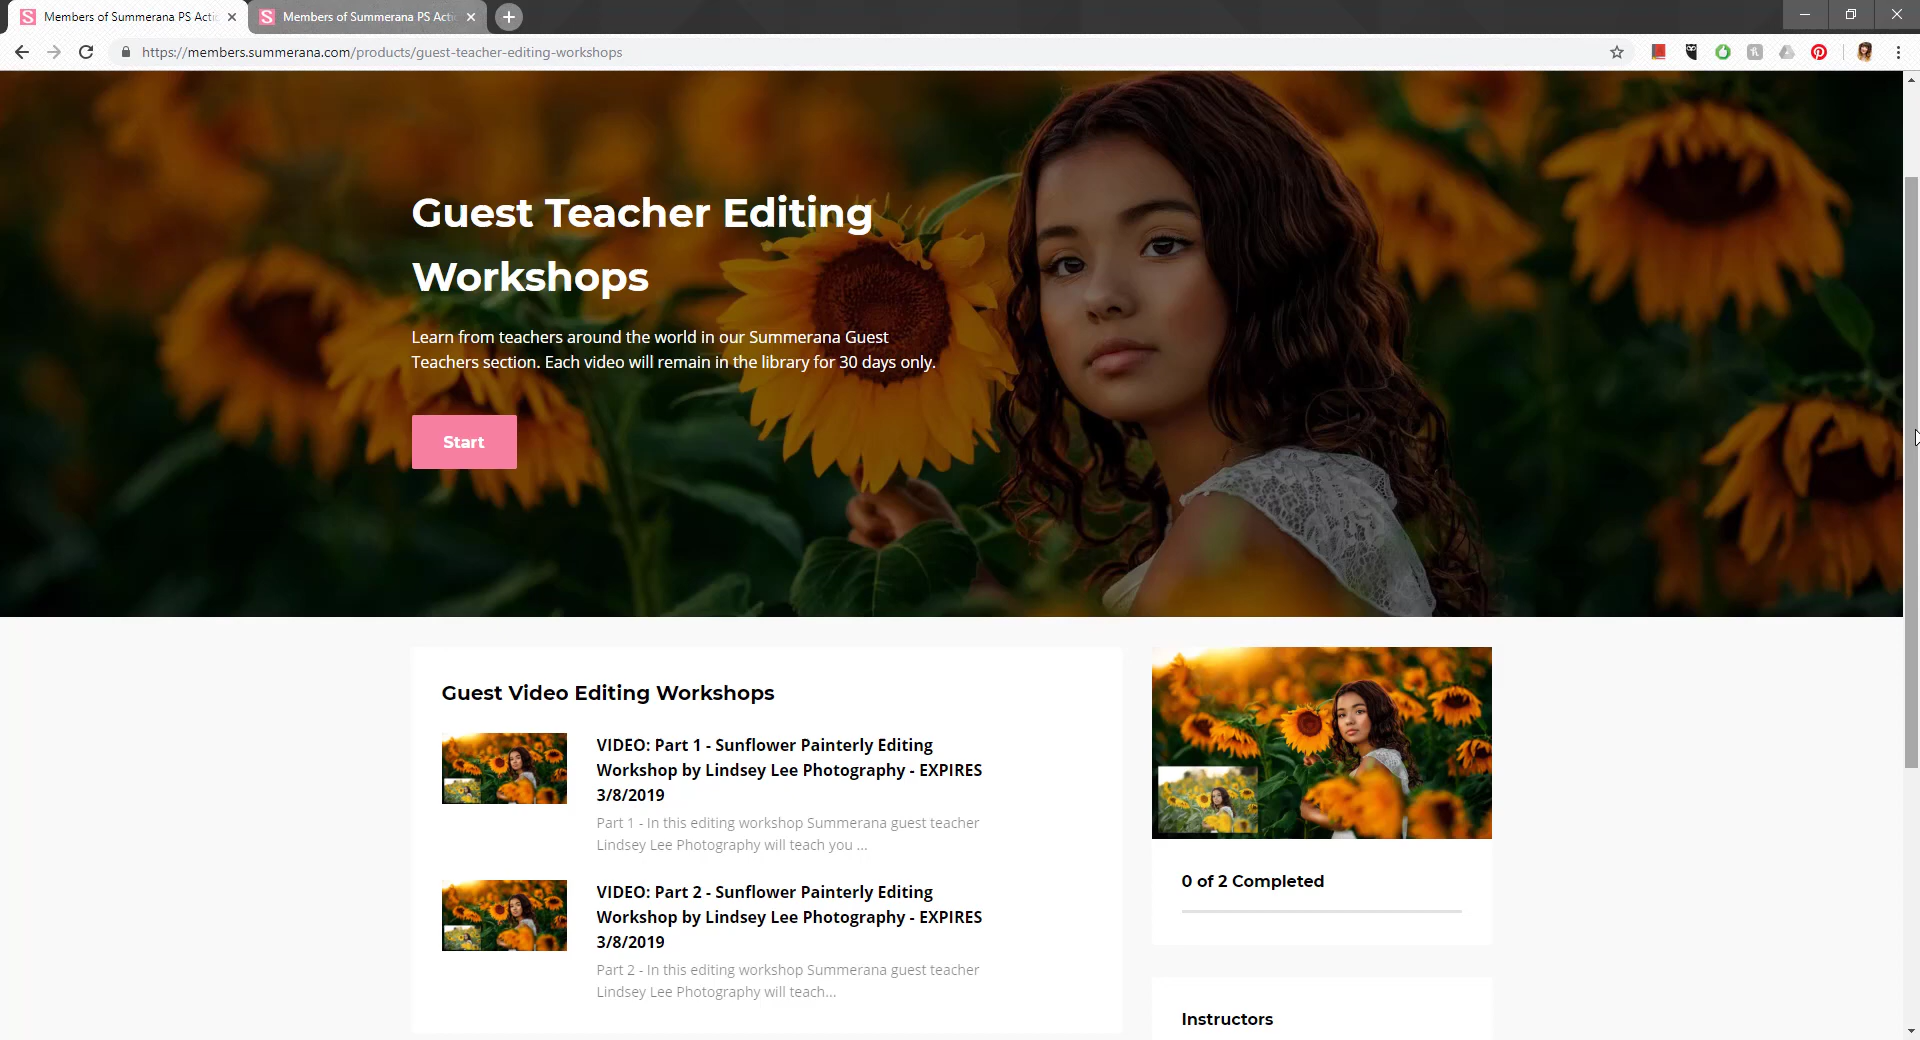 Members of Summerana PS Acti
Members of Summerana PS Acti
https://members.summerana.com/products/guest-teacher-editing-workshops
Guest Teacher Editing
Workshops
Learn from teachers around the world in our Summerana Guest
Teachers section. Each video will remain in the library for 30 days only.
Start
Guest Video Editing Workshops
VIDEO: Part 1 - Sunflower Painterly Editing
Workshop by Lindsey Lee Photography - EXPIRES
3/8/2019
Part 1 - In this editing workshop Summerana guest teacher
Lindsey Lee Photography will teach you ...
VIDEO: Part 2 - Sunflower Painterly Editing
Workshop by Lindsey Lee Photography - EXPIRES
3/8/2019
Part 2 - In this editing workshop Summerana guest teacher
Lindsey Lee Photography will teach...
0 of 2 Completed
Instructors